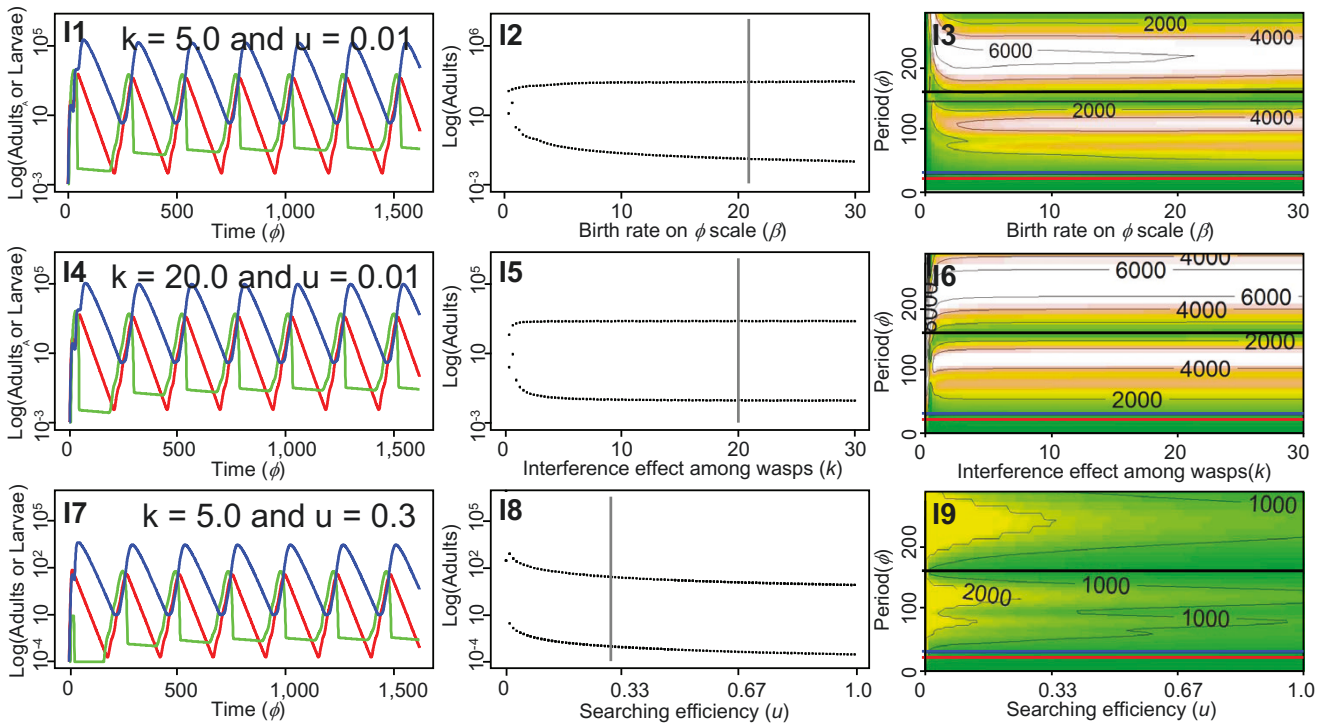 I1
k = 5.0 and u = 0.01
Log(Adults or Larvae)
A
10^5
10
10^-3
0
500
1,000
1,500
Time (ϕ)
I2
Log(Adults)
10^6
10
10^-3
0
10
20
30
Birth rate on ϕ scale (β)
I3
2000
4000
6000
2000
4000
Period(ϕ)
200
100
0
0
10
20
30
Birth rate on ϕ scale (β)
I4
k = 20.0 and u = 0.01
Log(Adults or Larvae)
A
10^5
10
10^-3
0
500
1,000
1,500
Time (ϕ)
I5
Log(Adults)
10^5
10
10^-3
0
10
20
30
Interference effect among wasps (k)
I6
4000
6000
6000
4000
2000
4000
2000
Period(ϕ)
200
100
0
0
10
20
30
Interference effect among wasps(k)
I7
k = 5.0 and u = 0.3
Log(Adults or Larvae)
10^5
10^2
10
10^-4
0
500
1,000
1,500
Time (ϕ)
I8
Log(Adults)
10^5
10^2
10
10^-4
0
0.33
0.67
1.0
Searching efficiency (u)
I9
1000
1000
2000
1000
Period(ϕ)
200
100
0
0
0.33
0.67
1.0
Searching efficiency (u)